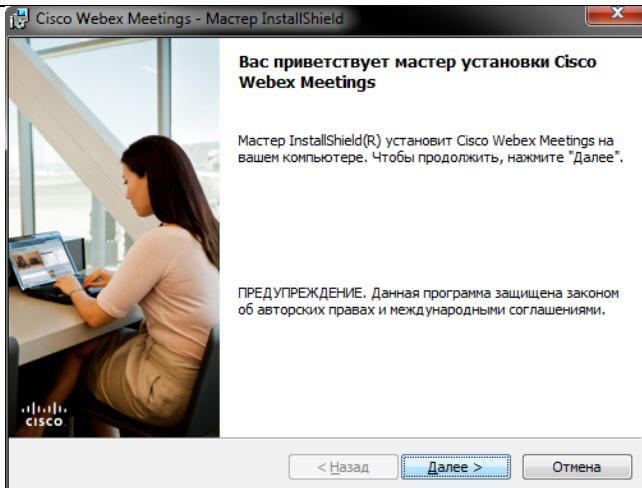 Cisco Webex Meetings - Мастер InstallShield
Вас приветствует мастер установки Cisco
Webex Meetings
Мастер InstallShield(R) установит Cisco Webex Meetings на
вашем компьютере. Чтобы продолжить, нажмите "Далее".
ПРЕДУПРЕЖДЕНИЕ. Данная программа защищена законом
об авторских правах и международными соглашениями.
CISCO
< Назад
Далее >
Отмена